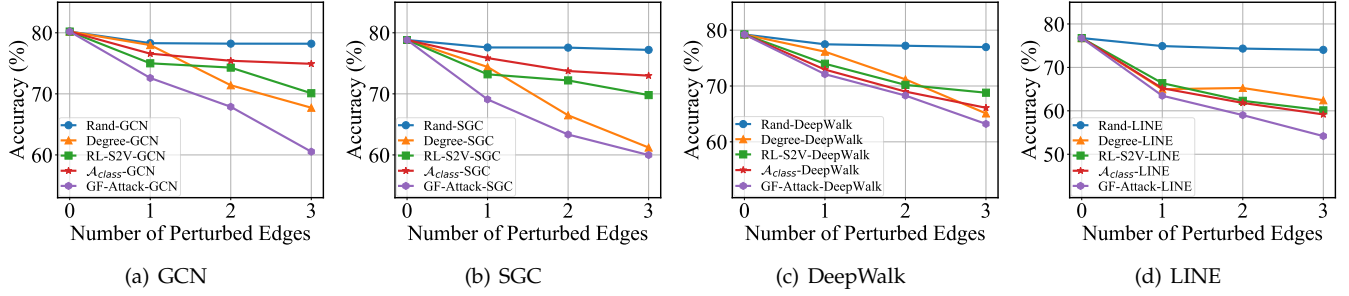 Accuracy (%)
80
70
60
Rand-GCN
Degree-GCN
RL-S2V-GCN
𝒜class-GCN
GF-Attack-GCN
0 1 2 3
Number of Perturbed Edges
(a) GCN
Accuracy (%)
80
70
60
Rand-SGC
Degree-SGC
RL-S2V-SGC
𝒜class-SGC
GF-Attack-SGC
0 1 2 3
Number of Perturbed Edges
(b) SGC
Accuracy (%)
80
70
60
Rand-DeepWalk
Degree-DeepWalk
RL-S2V-DeepWalk
𝒜class-DeepWalk
GF-Attack-DeepWalk
0 1 2 3
Number of Perturbed Edges
(c) DeepWalk
Accuracy (%)
80
70
60
50
Rand-LINE
Degree-LINE
RL-S2V-LINE
𝒜class-LINE
GF-Attack-LINE
0 1 2 3
Number of Perturbed Edges
(d) LINE